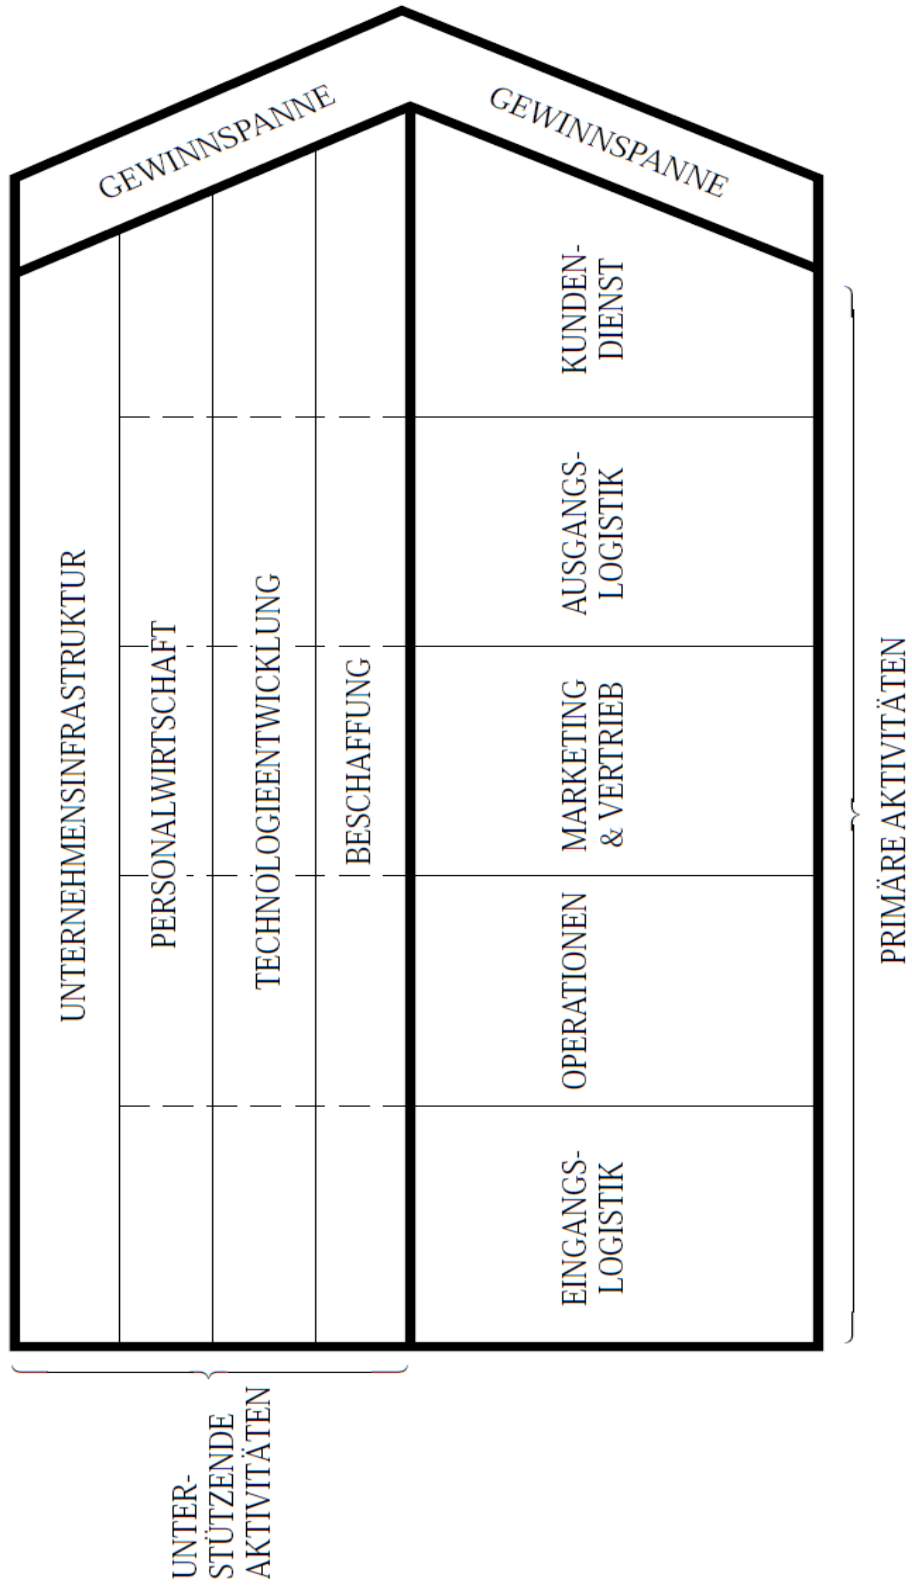 UNTER-
STÜTZENDE
AKTIVITÄTEN
UNTERNEHMENSINFRASTRUKTUR
PERSONALWIRTSCHAFT
TECHNOLOGIEENTWICKLUNG
BESCHAFFUNG
GEWINNSPANNE
EINGANGS-
LOGISTIK
OPERATIONEN
MARKETING
& VERTRIEB
AUSGANGS-
LOGISTIK
KUNDEN-
DIENST
GEWINNSPANNE
PRIMÄRE AKTIVITÄTEN